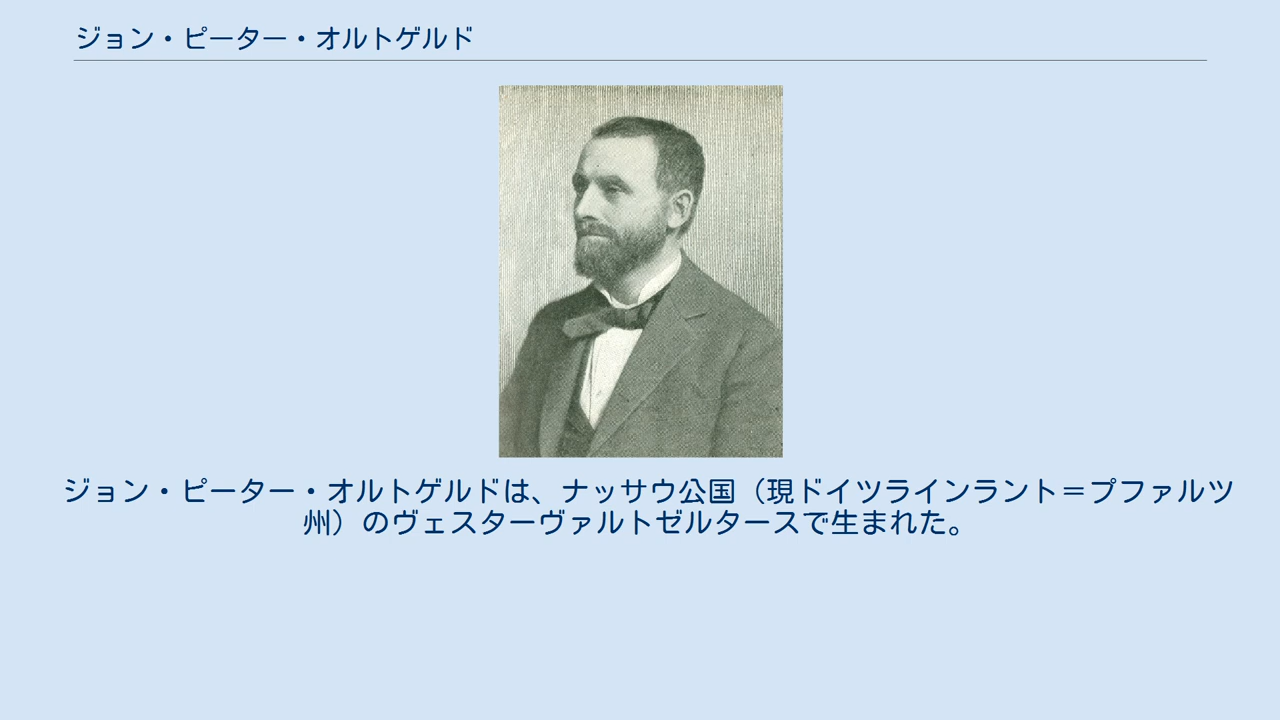 ジョン・ピーター・オルトゲルド
ジョン・ピーター・オルトゲルドは、ナッサウ公国（現ドイツラインラント＝プファルツ
州）のヴェスターヴァルトゼルタースで生まれた。